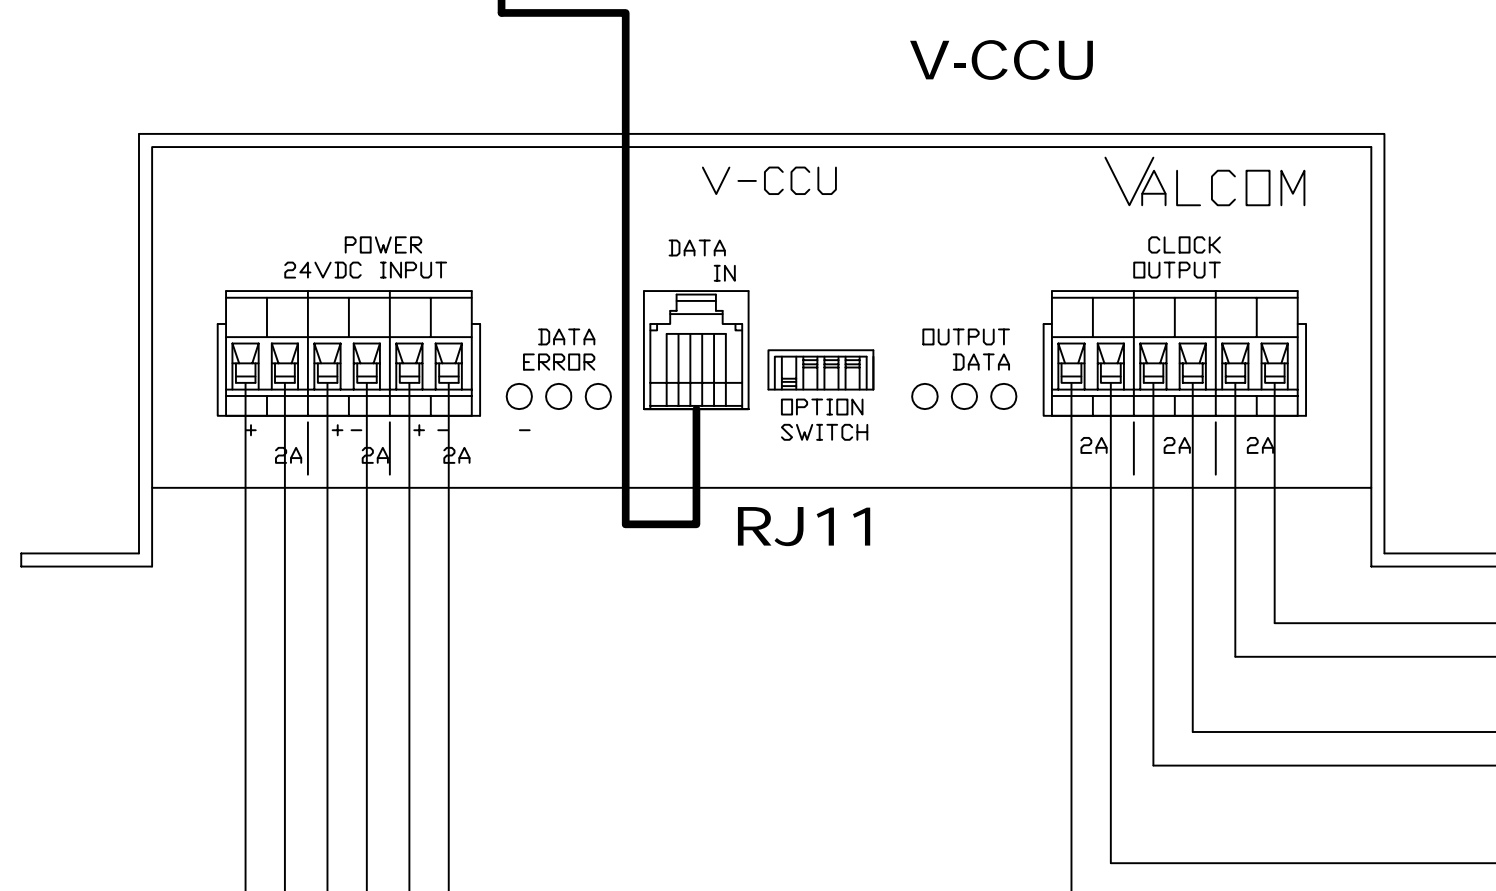 V-CCU
V-CCU
VALCOM
POWER
24VDC INPUT
DATA
IN
CLOCK
OUTPUT
DATA
ERROR
OUTPUT
DATA
OPTION
SWITCH
+ + - + - -
2A 2A 2A
2A 2A 2A
RJ11